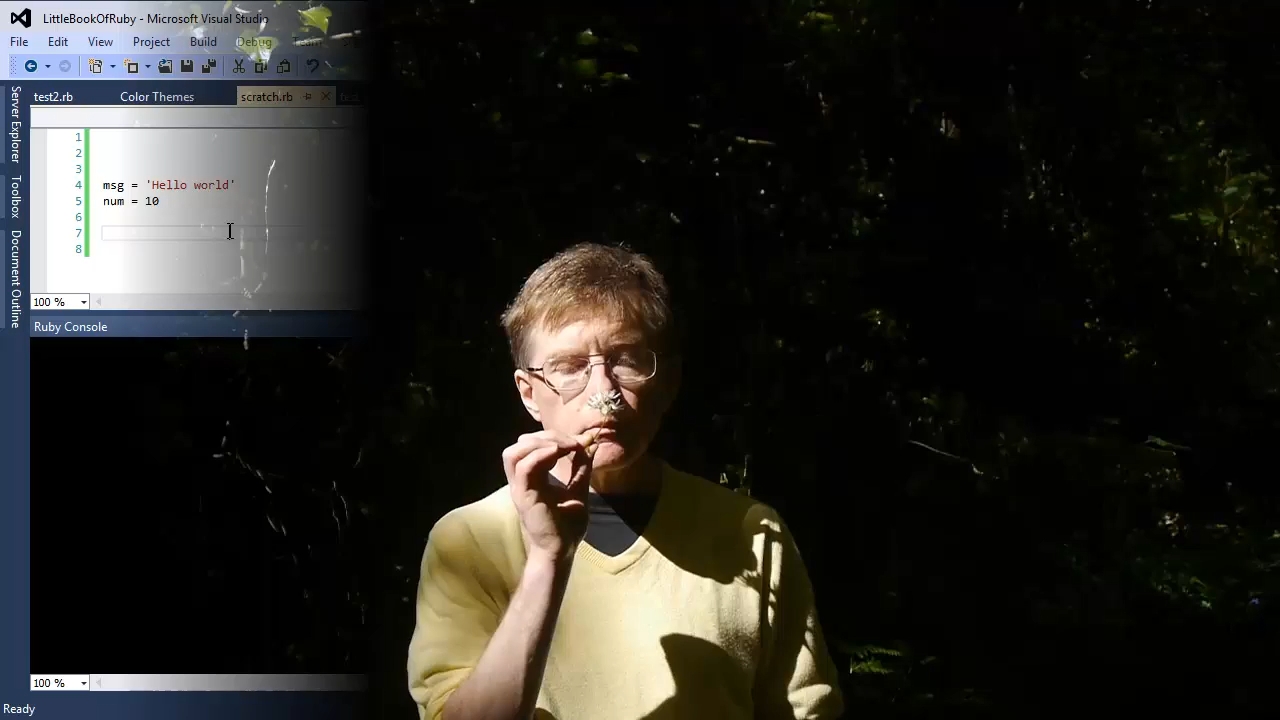 LittleBookOfRuby - Microsoft Visual Studio
File Edit View Project Build Debug
test2.rb Color Themes scratch.rb
Server Explorer
Toolbox
Document Outline
1
2
3
4 msg = 'Hello world'
5 num = 10
6
7
8
100 %
Ruby Console
100 %
Ready